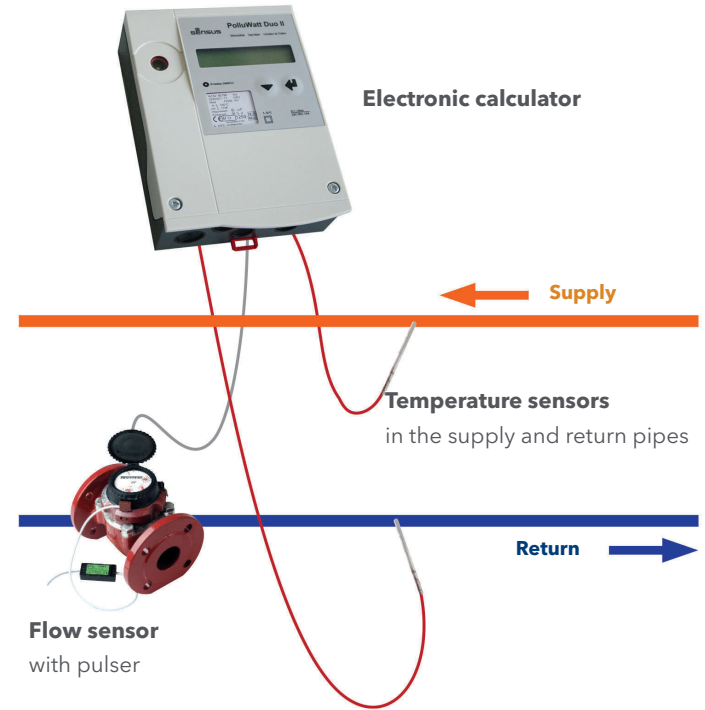 sensus
PolluWatt Duo II
Electronic calculator
Supply
Temperature sensors
in the supply and return pipes
Return
Flow sensor
with pulser